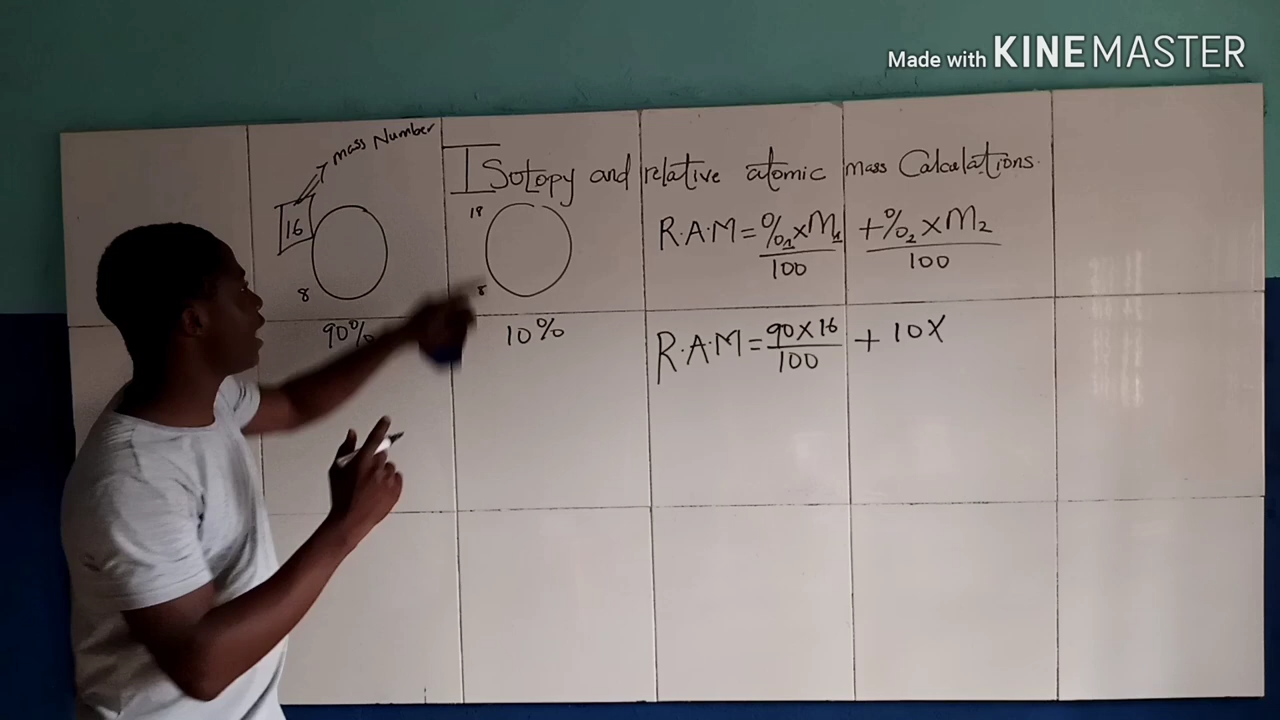 Made with KINEMASTER
mass Number
Isotopy and relative atomic mass Calculations.
16
8
90%
18
8
10%
R.A.M = %₁ x M₁ / 100 + %₂ x M₂ / 100
R.A.M = 90 x 16 / 100 + 10 x